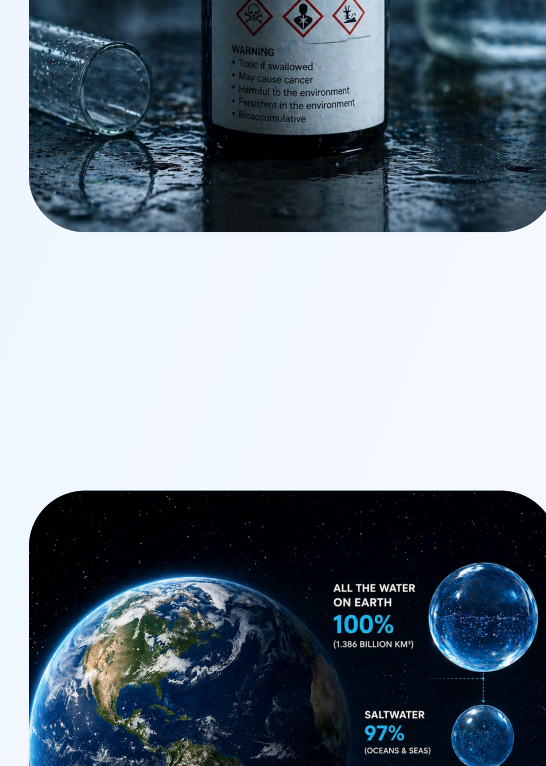 WARNING
• Toxic if swallowed
• May cause cancer
• Harmful to the environment
• Persistent in the environment
• Bioaccumulative
ALL THE WATER
ON EARTH
100%
(1.386 BILLION KM³)
SALTWATER
97%
(OCEANS & SEAS)